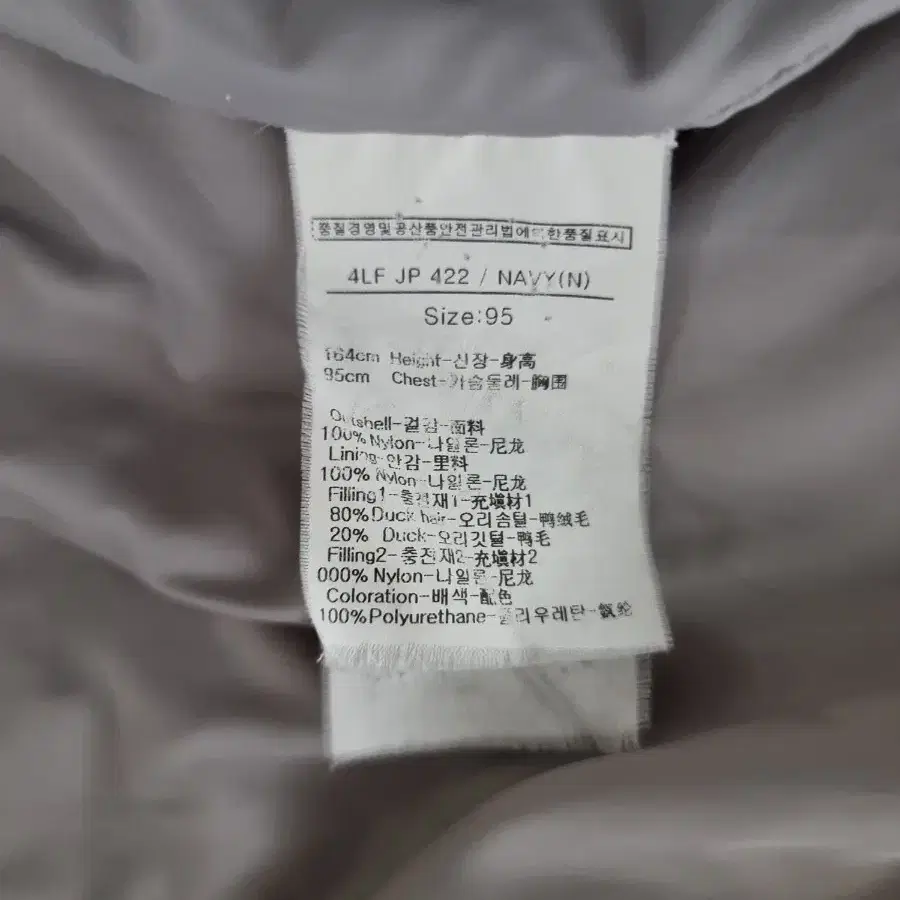 품질경영및공산품안전관리법에의한품질표시
4LF JP 422 / NAVY(N)
Size:95
164cm Height-신장-身高
95cm Chest-가슴둘레-胸围
Outshell-겉감-面料
100% Nylon-나일론-尼龙
Lining-안감-里料
100% Nylon-나일론-尼龙
Filling1-충전재1-充塡材1
80% Duck hair-오리솜털-鸭绒毛
20% Duck-오리깃털-鸭毛
Filling2-충전재2-充塡材2
000% Nylon-나일론-尼龙
Coloration-배색-配色
100% Polyurethane-폴리우레탄-氨纶